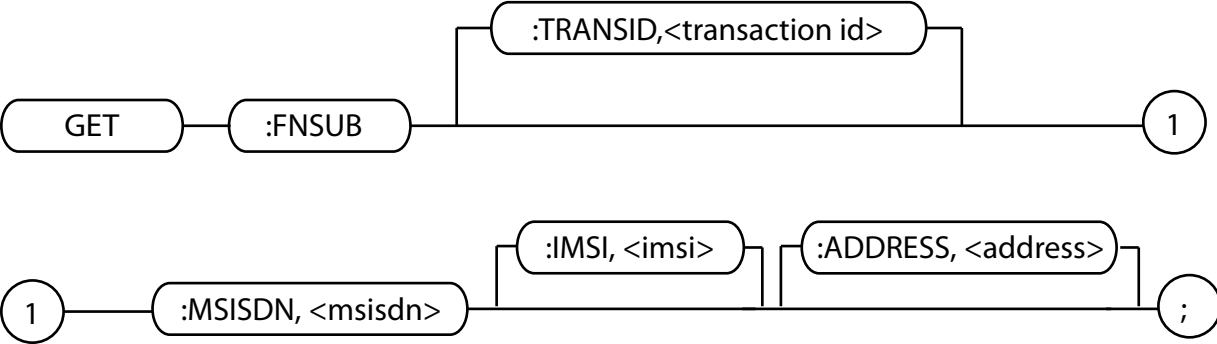 :TRANSID,<transaction id>
GET :FNSUB 1
:IMSI, <imsi> :ADDRESS, <address>
1 :MSISDN, <msisdn> ;